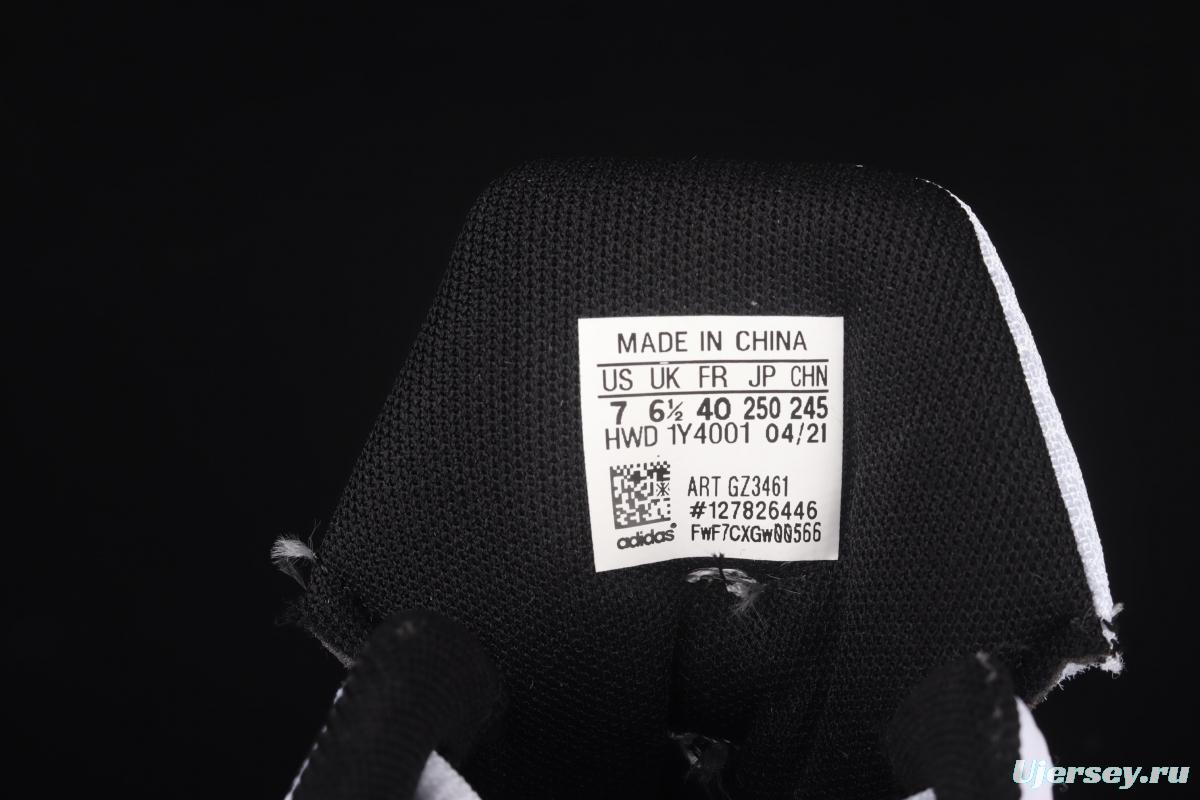 MADE IN CHINA
US UK FR JP CHN
7 6½ 40 250 245
HWD 1Y4001 04/21
ART GZ3461
#127826446
FwF7CXGw00566
adidas
Ujersey.ru